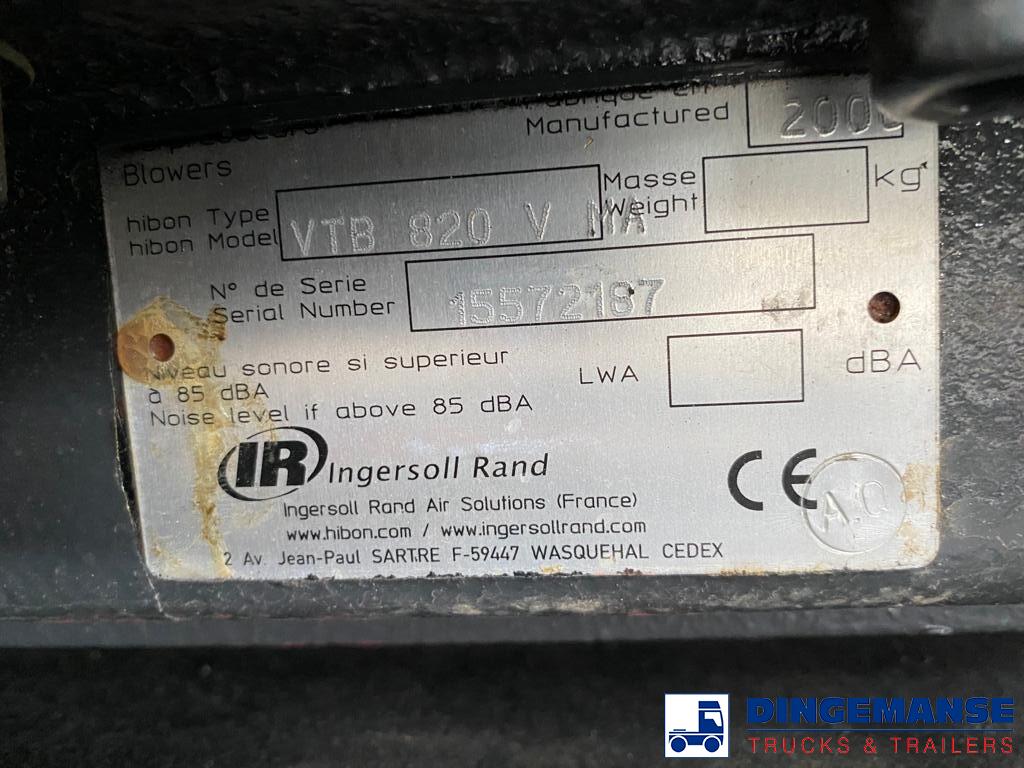 Manufactured
Blowers
hibon Type
hibon Model
VTB 820 V MA
Masse
Weight
kg
N° de Serie
Serial Number
15572187
Niveau sonore si superieur
à 85 dBA
Noise level if above 85 dBA
LWA
dBA
IR Ingersoll Rand
CE
A.Q
Ingersoll Rand Air Solutions (France)
www.hibon.com / www.ingersollrand.com
2 Av. Jean-Paul SARTRE F-59447 WASQUEHAL CEDEX
DINGEMANSE
TRUCKS & TRAILERS